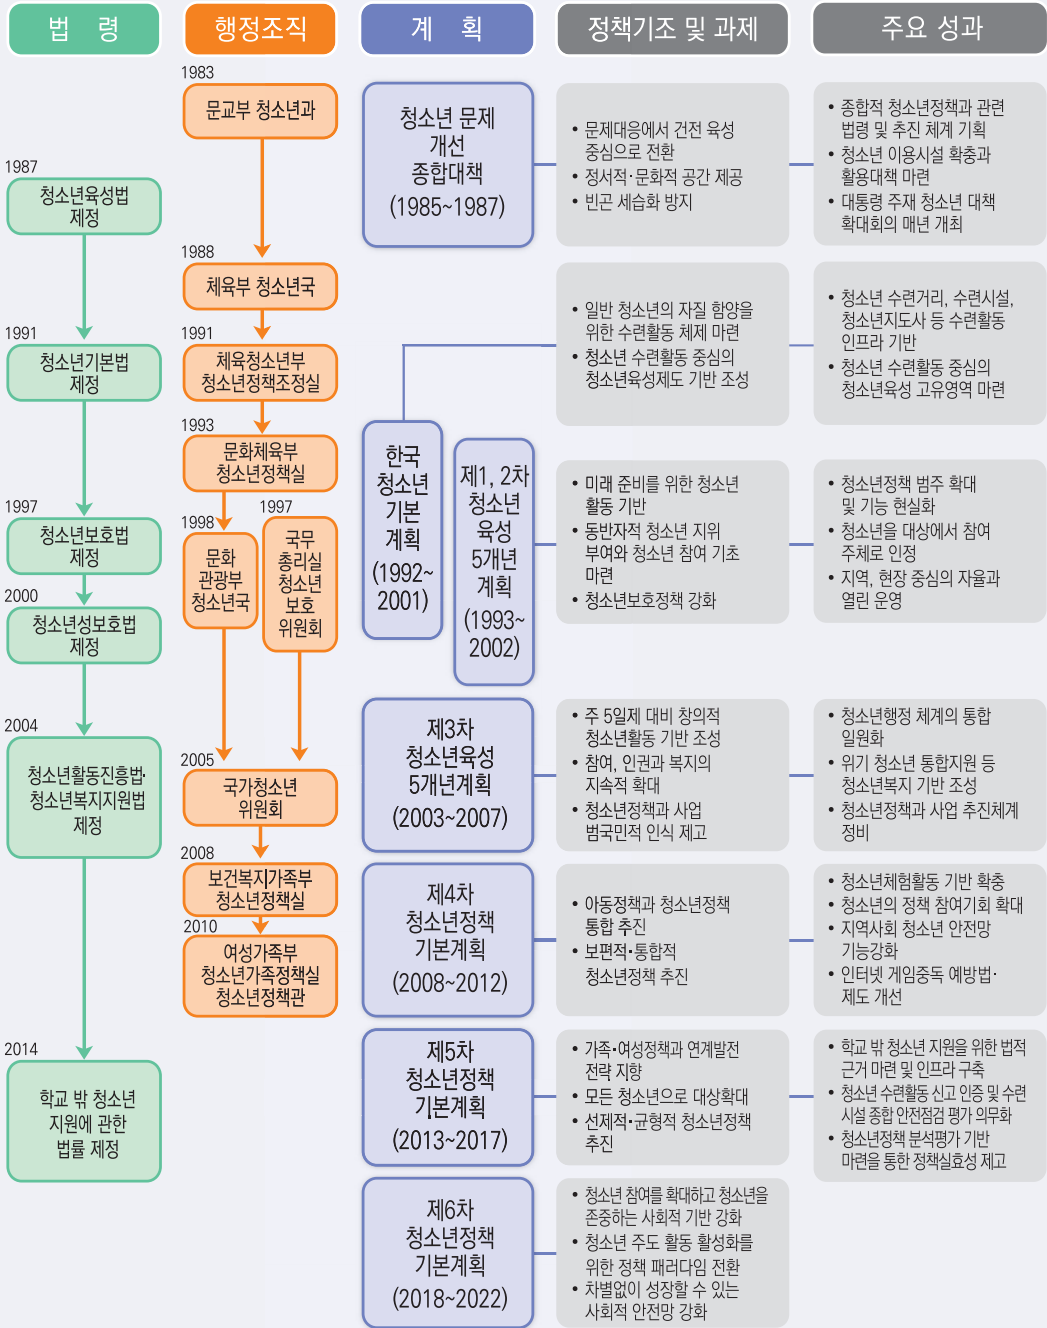 법 령
행정조직
계 획
정책기조 및 과제
주요 성과
1987
청소년육성법
제정
1991
청소년기본법
제정
1997
청소년보호법
제정
2000
청소년성보호법
제정
2004
청소년활동진흥법·
청소년복지지원법
제정
2014
학교 밖 청소년
지원에 관한
법률 제정
1983
문교부 청소년과
1988
체육부 청소년국
1991
체육청소년부
청소년정책조정실
1993
문화체육부
청소년정책실
1998
문화
관광부
청소년국
1997
국무
총리실
청소년
보호
위원회
2005
국가청소년
위원회
2008
보건복지가족부
청소년정책실
2010
여성가족부
청소년가족정책실
청소년정책관
청소년 문제
개선
종합대책
(1985~1987)
• 문제대응에서 건전 육성
중심으로 전환
• 정서적·문화적 공간 제공
• 빈곤 세습화 방지
• 종합적 청소년정책과 관련
법령 및 추진 체계 기획
• 청소년 이용시설 확충과
활용대책 마련
• 대통령 주재 청소년 대책
확대회의 매년 개최
한국
청소년
기본
계획
(1992~
2001)
• 일반 청소년의 자질 함양을
위한 수련활동 체제 마련
• 청소년 수련활동 중심의
청소년육성제도 기반 조성
• 청소년 수련거리, 수련시설,
청소년지도사 등 수련활동
인프라 기반
• 청소년 수련활동 중심의
청소년육성 고유영역 마련
제1, 2차
청소년
육성
5개년
계획
(1993~
2002)
• 미래 준비를 위한 청소년
활동 기반
• 동반자적 청소년 지위
부여와 청소년 참여 기초
마련
• 청소년보호정책 강화
• 청소년정책 범주 확대
및 기능 현실화
• 청소년을 대상에서 참여
주체로 인정
• 지역, 현장 중심의 자율과
열린 운영
제3차
청소년육성
5개년계획
(2003~2007)
• 주 5일제 대비 창의적
청소년활동 기반 조성
• 참여, 인권과 복지의
지속적 확대
• 청소년정책과 사업
범국민적 인식 제고
• 청소년행정 체계의 통합
일원화
• 위기 청소년 통합지원 등
청소년복지 기반 조성
• 청소년정책과 사업 추진체계
정비
제4차
청소년정책
기본계획
(2008~2012)
• 아동정책과 청소년정책
통합 추진
• 보편적·통합적
청소년정책 추진
• 청소년체험활동 기반 확충
• 청소년의 정책 참여기회 확대
• 지역사회 청소년 안전망
기능강화
• 인터넷 게임중독 예방법·
제도 개선
제5차
청소년정책
기본계획
(2013~2017)
• 가족·여성정책과 연계발전
전략 지향
• 모든 청소년으로 대상확대
• 선제적·균형적 청소년정책
추진
• 학교 밖 청소년 지원을 위한 법적
근거 마련 및 인프라 구축
• 청소년 수련활동 신고 인증 및 수련
시설 종합 안전점검 평가 의무화
• 청소년정책 분석평가 기반
마련을 통한 정책실효성 제고
제6차
청소년정책
기본계획
(2018~2022)
• 청소년 참여를 확대하고 청소년을
존중하는 사회적 기반 강화
• 청소년 주도 활동 활성화를
위한 정책 패러다임 전환
• 차별없이 성장할 수 있는
사회적 안전망 강화